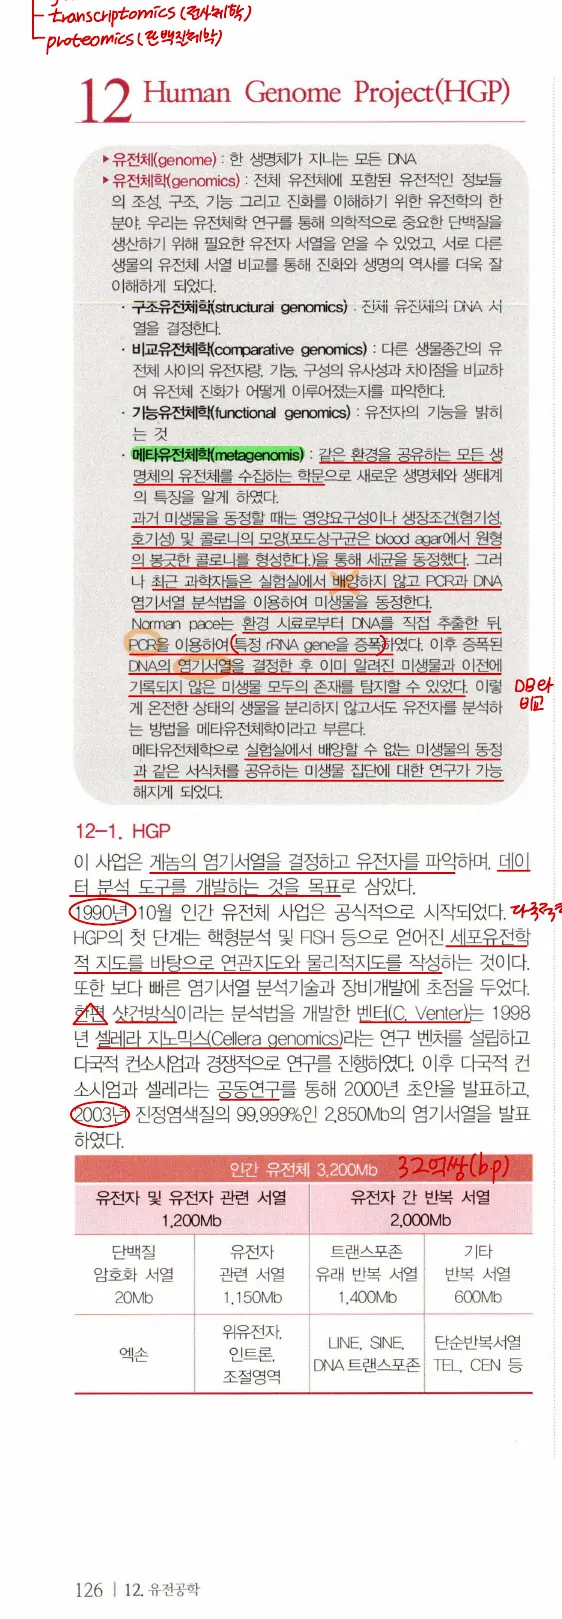 transcriptomics (전사체학)
proteomics (단백질체학)
12 Human Genome Project(HGP)
▶유전체(genome) : 한 생명체가 지니는 모든 DNA
▶유전체학(genomics) : 전체 유전체에 포함된 유전적인 정보들
의 조성, 구조, 기능 그리고 진화를 이해하기 위한 유전학의 한
분야. 우리는 유전체학 연구를 통해 의학적으로 중요한 단백질을
생산하기 위해 필요한 유전자 서열을 얻을 수 있었고, 서로 다른
생물의 유전체 서열 비교를 통해 진화와 생명의 역사를 더욱 잘
이해하게 되었다.
· 구조유전체학(structural genomics) : 전체 유전체의 DNA 서
열을 결정한다.
· 비교유전체학(comparative genomics) : 다른 생물종간의 유
전체 사이의 유전자량, 기능, 구성의 유사성과 차이점을 비교하
여 유전체 진화가 어떻게 이루어졌는지를 파악한다.
· 기능유전체학(functional genomics) : 유전자의 기능을 밝히
는 것
· 메타유전체학(metagenomis) : 같은 환경을 공유하는 모든 생
명체의 유전체를 수집하는 학문으로 새로운 생명체와 생태계
의 특징을 알게 하였다.
과거 미생물을 동정할 때는 영양요구성이나 생장조건(혐기성,
호기성) 및 콜로니의 모양(포도상구균은 blood agar에서 원형
의 봉긋한 콜로니를 형성한다.)을 통해 세균을 동정했다. 그러
나 최근 과학자들은 실험실에서 배양하지 않고 PCR과 DNA
염기서열 분석법을 이용하여 미생물을 동정한다.
Norman pace는 환경 시료로부터 DNA를 직접 추출한 뒤,
PCR을 이용하여 특정 rRNA gene을 증폭하였다. 이후 증폭된
DNA의 염기서열을 결정한 후 이미 알려진 미생물과 이전에
기록되지 않은 미생물 모두의 존재를 탐지할 수 있었다. 이렇
DB와
비교
게 온전한 상태의 생물을 분리하지 않고서도 유전자를 분석하
는 방법을 메타유전체학이라고 부른다.
메타유전체학으로 실험실에서 배양할 수 없는 미생물의 동정
과 같은 서식처를 공유하는 미생물 집단에 대한 연구가 가능
해지게 되었다.
12-1. HGP
이 사업은 게놈의 염기서열을 결정하고 유전자를 파악하며, 데이
터 분석 도구를 개발하는 것을 목표로 삼았다.
1990년 10월 인간 유전체 사업은 공식적으로 시작되었다.
HGP의 첫 단계는 핵형분석 및 FISH 등으로 얻어진 세포유전학
적 지도를 바탕으로 연관지도와 물리적지도를 작성하는 것이다.
또한 보다 빠른 염기서열 분석기술과 장비개발에 초점을 두었다.
한편 샷건방식이라는 분석법을 개발한 벤터(C. Venter)는 1998
년 셀레라 지노믹스(Cellera genomics)라는 연구 벤처를 설립하고
다국적 컨소시엄과 경쟁적으로 연구를 진행하였다. 이후 다국적 컨
소시엄과 셀레라는 공동연구를 통해 2000년 초안을 발표하고,
2003년 진정염색질의 99.999%인 2,850Mb의 염기서열을 발표
하였다.
인간 유전체 3,200Mb 32억쌍(bp)
유전자 및 유전자 관련 서열 유전자 간 반복 서열
1,200Mb 2,000Mb
단백질 유전자 트랜스포존 기타
암호화 서열 관련 서열 유래 반복 서열 반복 서열
20Mb 1,150Mb 1,400Mb 600Mb
엑손
위유전자,
인트론,
조절영역
LINE, SINE,
DNA 트랜스포존
단순반복서열
TEL, CEN 등
126 | 12. 유전공학